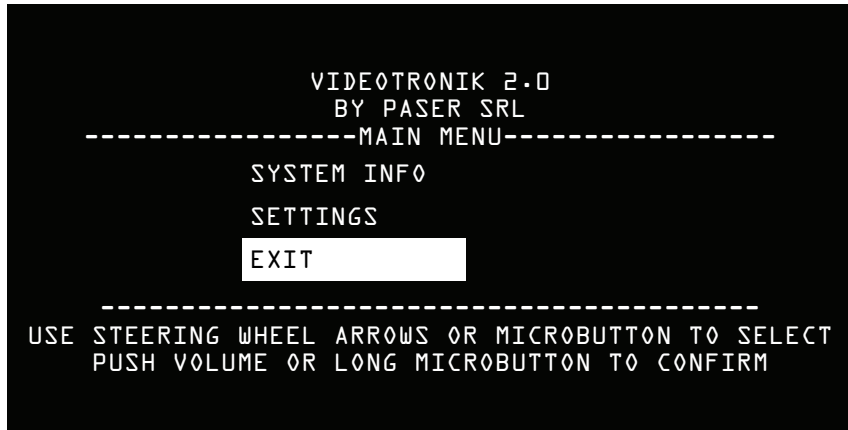 VIDEOTRONIK 2.0
BY PASER SRL
-----------------MAIN MENU-----------------
SYSTEM INFO
SETTINGS
EXIT
-----------------------------------------
USE STEERING WHEEL ARROWS OR MICROBUTTON TO SELECT
PUSH VOLUME OR LONG MICROBUTTON TO CONFIRM